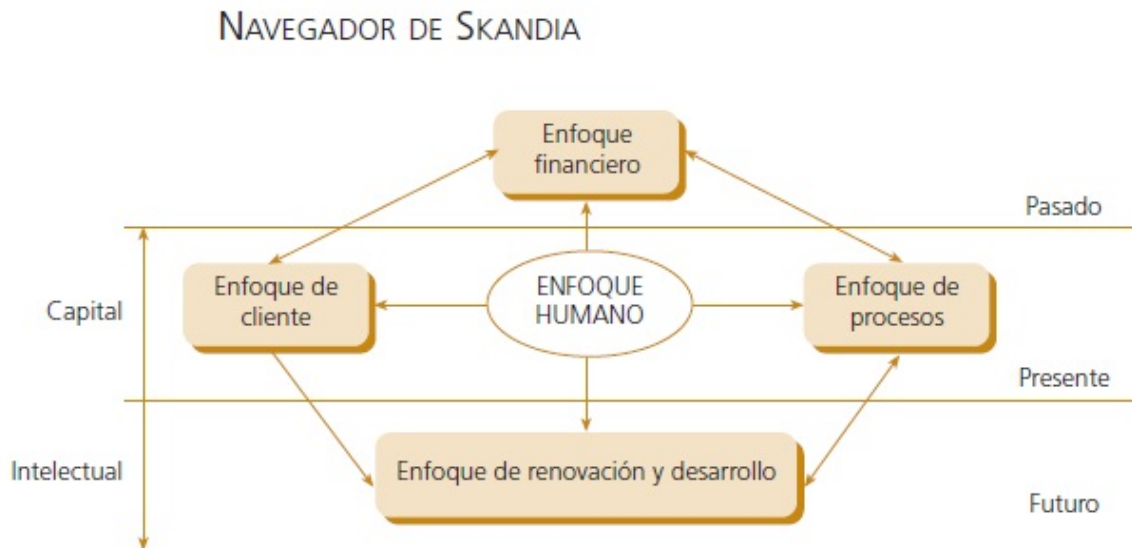 NAVEGADOR DE SKANDIA
Enfoque
financiero
Pasado
Capital
Enfoque de
cliente
ENFOQUE
HUMANO
Enfoque de
procesos
Presente
Intelectual
Enfoque de renovación y desarrollo
Futuro